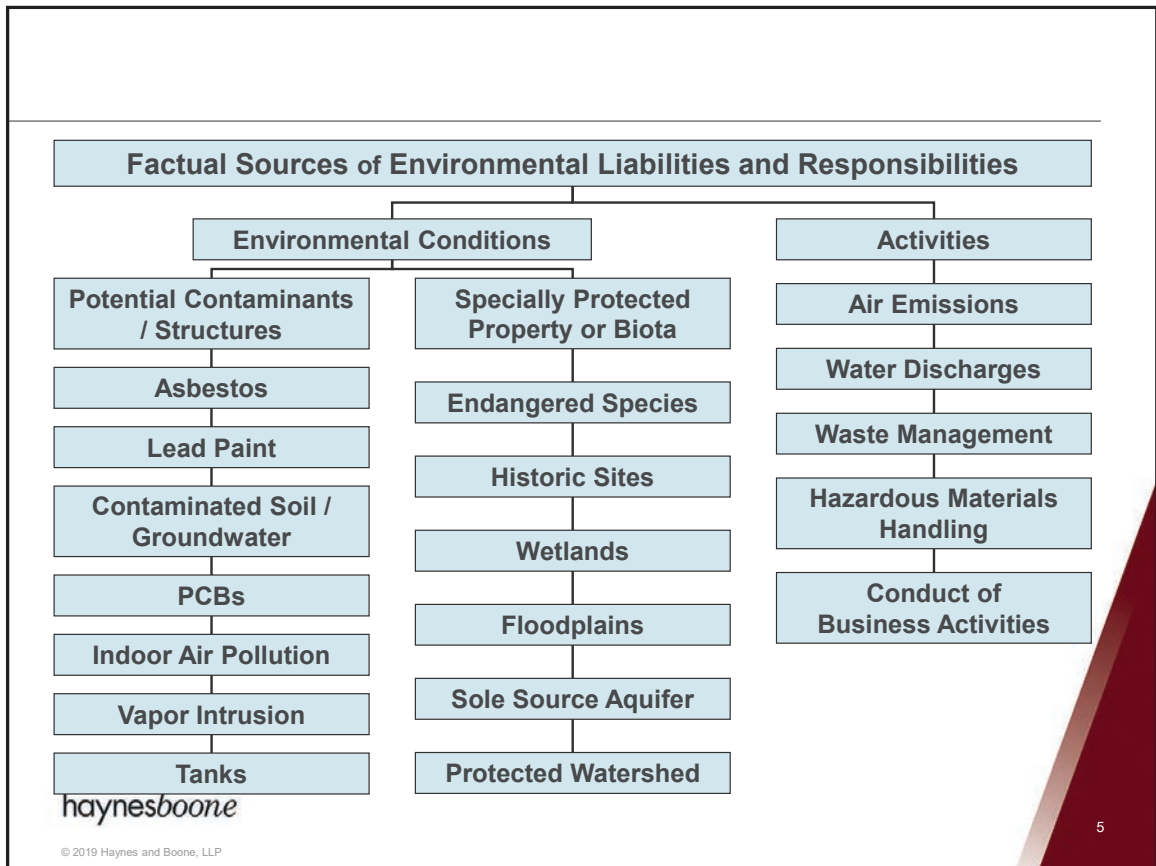 Factual Sources of Environmental Liabilities and Responsibilities
Environmental Conditions
Potential Contaminants
/ Structures
Asbestos
Lead Paint
Contaminated Soil /
Groundwater
PCBs
Indoor Air Pollution
Vapor Intrusion
Tanks
Specially Protected
Property or Biota
Endangered Species
Historic Sites
Wetlands
Floodplains
Sole Source Aquifer
Protected Watershed
Activities
Air Emissions
Water Discharges
Waste Management
Hazardous Materials
Handling
Conduct of
Business Activities
haynesboone
© 2019 Haynes and Boone, LLP
5